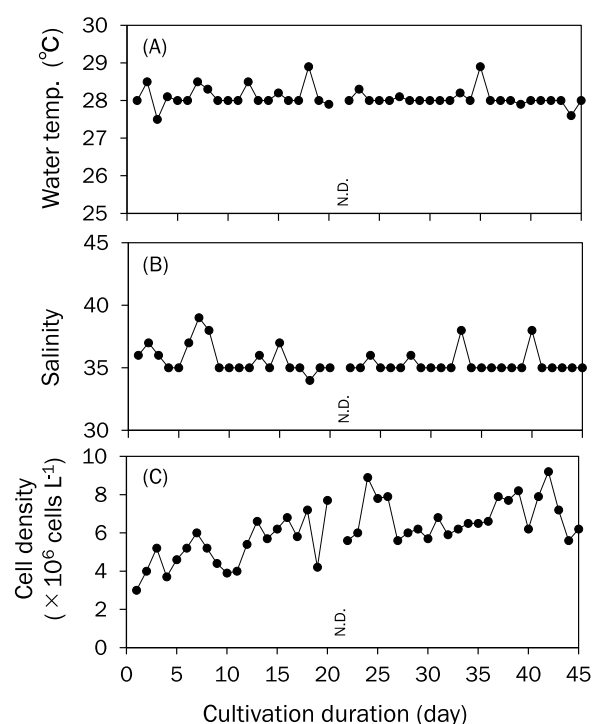 (A)
Water temp. (℃)
30
29
28
27
26
25
N.D.
(B)
Salinity
45
40
35
30
N.D.
(C)
Cell density
(×10⁶ cells L⁻¹)
10
8
6
4
2
0
N.D.
0 5 10 15 20 25 30 35 40 45
Cultivation duration (day)